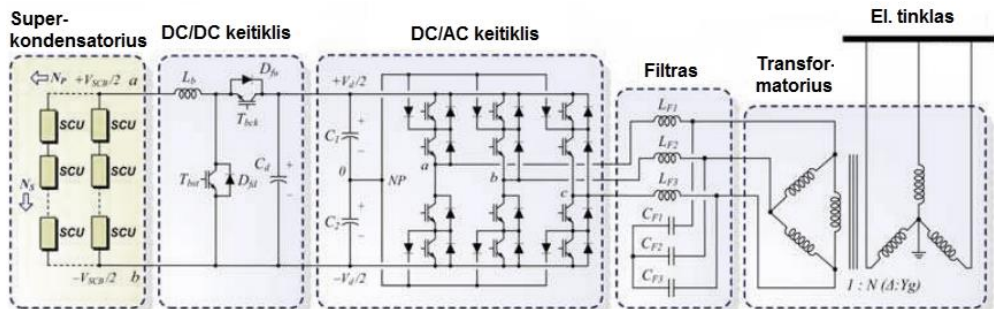 Super-
kondensatorius
DC/DC keitiklis
DC/AC keitiklis
Filtras
Transfor-
matorius
El. tinklas
N_P
+V_SCB/2
a
SCU
SCU
SCU
SCU
SCU
SCU
N_S
−V_SCB/2
b
L_b
T_bck
T_bst
C_d
+
−
+V_d/2
C_1
+
−
0
NP
C_2
+
−
−V_d/2
a
b
c
L_F1
L_F2
L_F3
C_F1
C_F2
C_F3
1 : N (Δ:Yg)